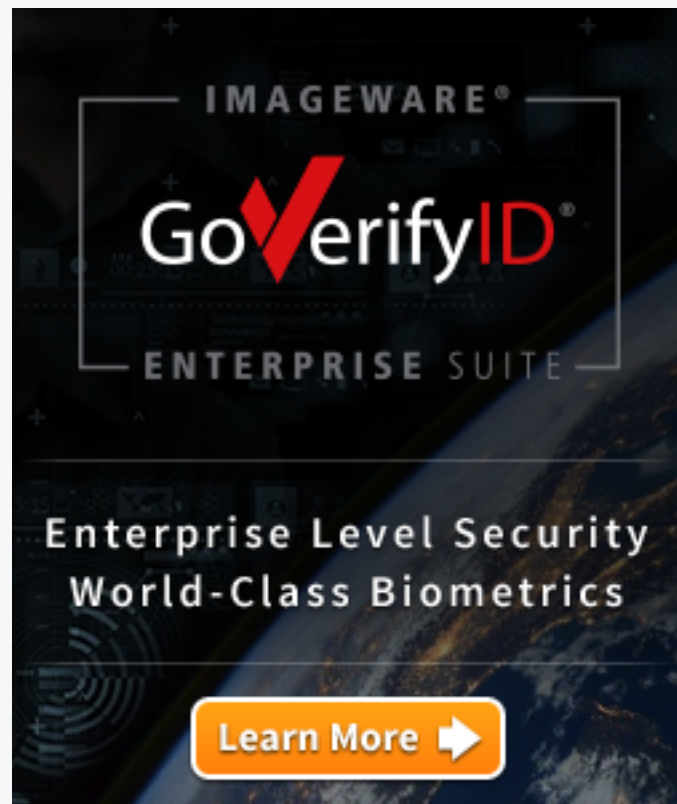 IMAGEWARE®
GoVerifyID®
ENTERPRISE SUITE
Enterprise Level Security
World-Class Biometrics
Learn More